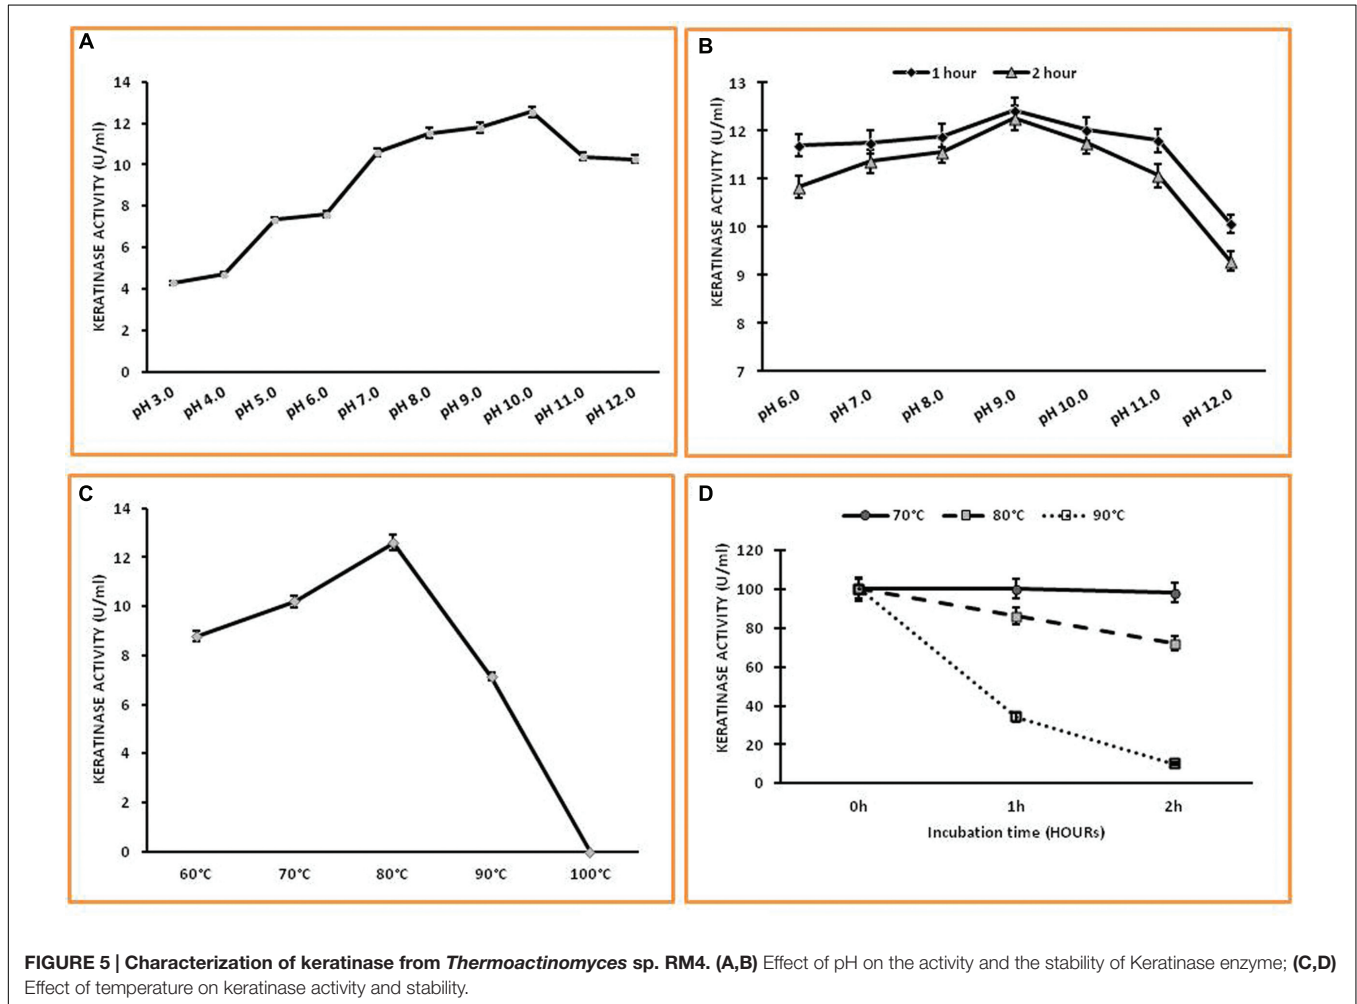 A
KERATINASE ACTIVITY (U/ml)
14
12
10
8
6
4
2
0
pH 3.0
pH 4.0
pH 5.0
pH 6.0
pH 7.0
pH 8.0
pH 9.0
pH 10.0
pH 11.0
pH 12.0
B
1 hour
2 hour
KERATINASE ACTIVITY (U/ml)
13
12
11
10
9
8
7
pH 6.0
pH 7.0
pH 8.0
pH 9.0
pH 10.0
pH 11.0
pH 12.0
C
KERATINASE ACTIVITY (U/ml)
14
12
10
8
6
4
2
0
60°C
70°C
80°C
90°C
100°C
D
70°C
80°C
90°C
KERATINASE ACTIVITY (U/ml)
120
100
80
60
40
20
0
0h
1h
2h
Incubation time (HOURs)
FIGURE 5 | Characterization of keratinase from Thermoactinomyces sp. RM4. (A,B) Effect of pH on the activity and the stability of Keratinase enzyme; (C,D)
Effect of temperature on keratinase activity and stability.